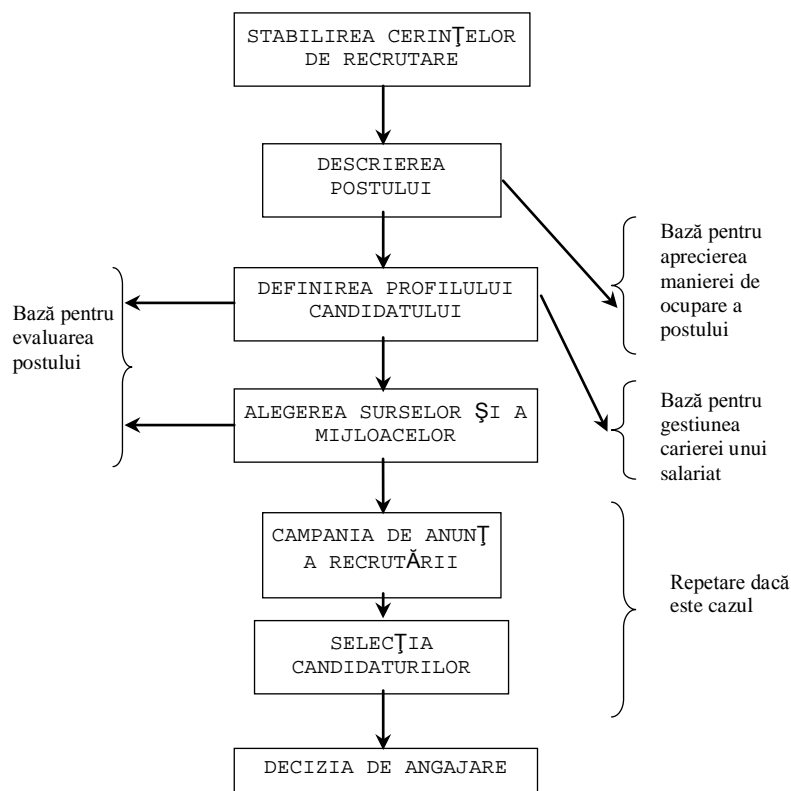 STABILIREA CERINŢELOR
DE RECRUTARE
DESCRIEREA
POSTULUI
Bază pentru
aprecierea
manierei de
ocupare a
postului
DEFINIREA PROFILULUI
CANDIDATULUI
Bază pentru
evaluarea
postului
ALEGEREA SURSELOR ŞI A
MIJLOACELOR
Bază pentru
gestiunea
carierei unui
salariat
CAMPANIA DE ANUNŢ
A RECRUTĂRII
Repetare dacă
este cazul
SELECŢIA
CANDIDATURILOR
DECIZIA DE ANGAJARE